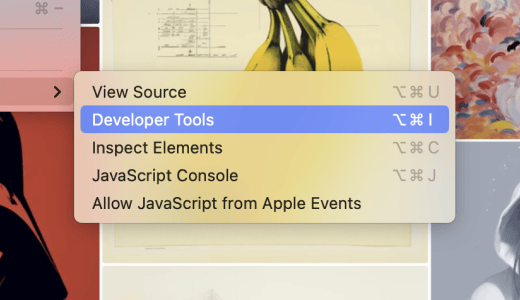 ⌘ –
View Source ⌥⌘ U
Developer Tools ⌥⌘ I
Inspect Elements ⌥⌘ C
JavaScript Console ⌥⌘ J
Allow JavaScript from Apple Events